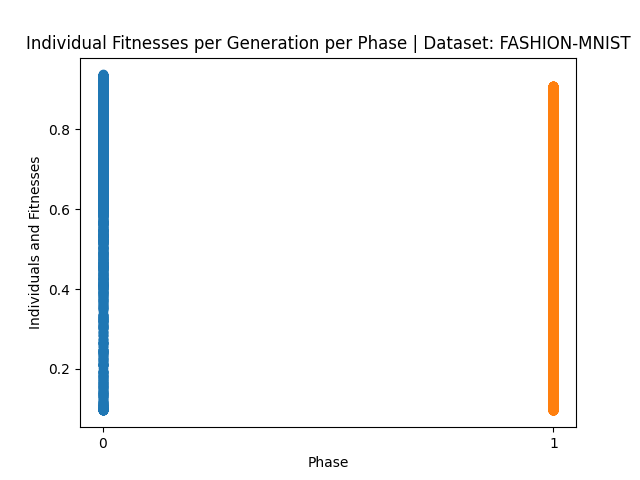 Individual Fitnesses per Generation per Phase | Dataset: FASHION-MNIST
Individuals and Fitnesses
0.8
0.6
0.4
0.2
0
1
Phase